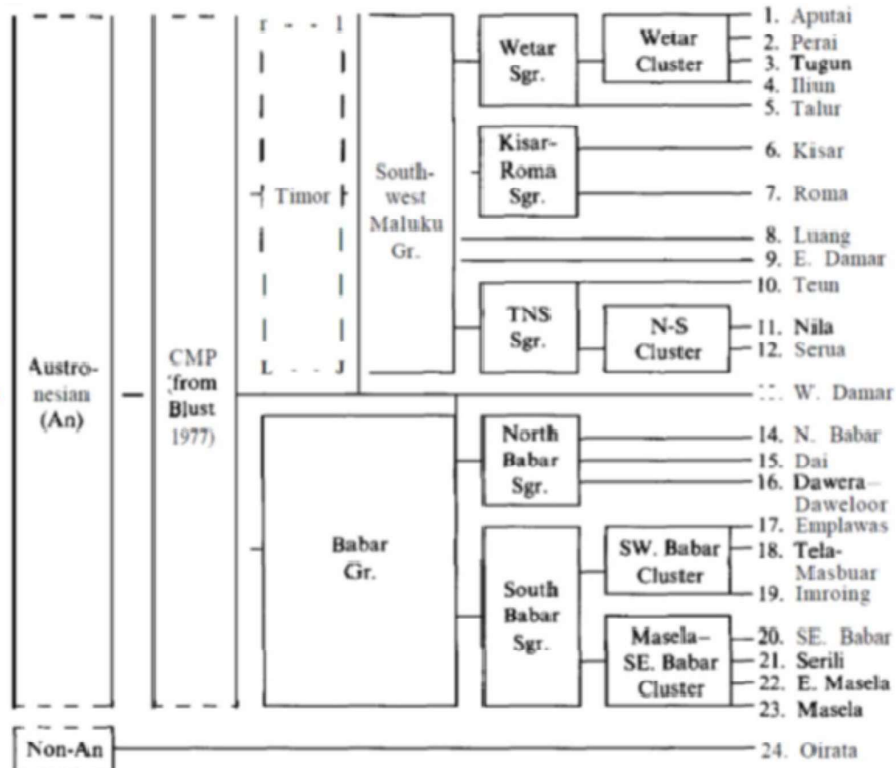 Austro-
nesian
(An)
CMP
(from
Blust
1977)
Timor
South-
west
Maluku
Gr.
Wetar
Sgr.
Wetar
Cluster
1. Aputai
2. Perai
3. Tugun
4. Iliun
5. Talur
Kisar-
Roma
Sgr.
6. Kisar
7. Roma
8. Luang
9. E. Damar
TNS
Sgr.
10. Teun
N-S
Cluster
11. Nila
12. Serua
W. Damar
Babar
Gr.
North
Babar
Sgr.
14. N. Babar
15. Dai
16. Dawera-
Daweloor
South
Babar
Sgr.
SW. Babar
Cluster
17. Emplawas
18. Tela-
Masbuar
19. Imroing
Masela-
SE. Babar
Cluster
20. SE. Babar
21. Serili
22. E. Masela
23. Masela
Non-An
24. Oirata